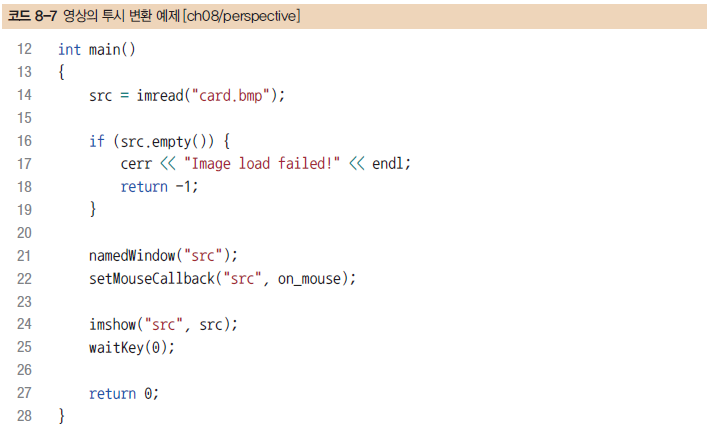 코드 8-7 영상의 투시 변환 예제 [ch08/perspective]
12 int main()
13 {
14     src = imread("card.bmp");
15
16     if (src.empty()) {
17         cerr << "Image load failed!" << endl;
18         return -1;
19     }
20
21     namedWindow("src");
22     setMouseCallback("src", on_mouse);
23
24     imshow("src", src);
25     waitKey(0);
26
27     return 0;
28 }